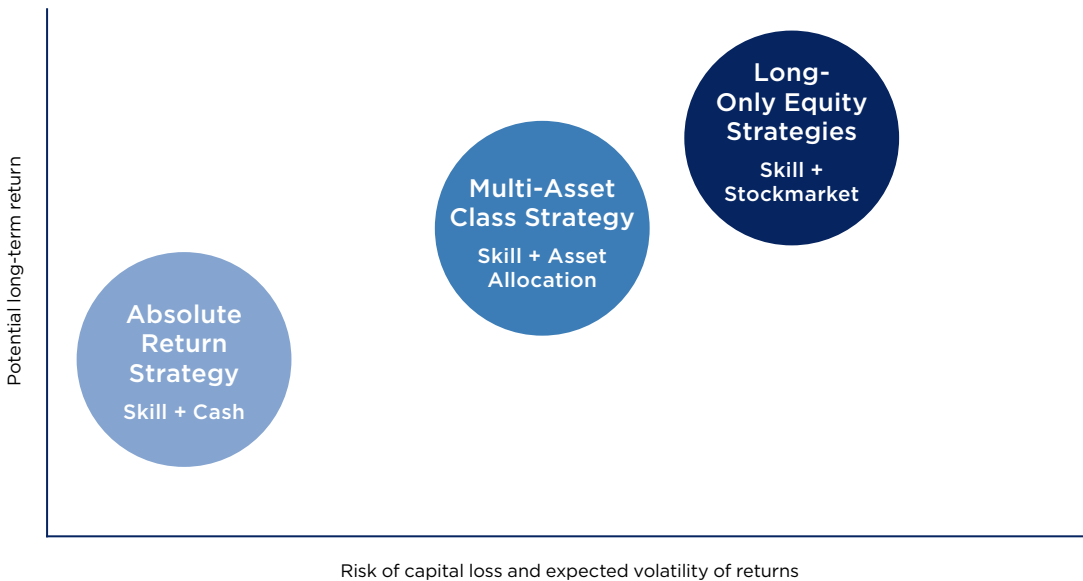 Potential long-term return
Long-
Only Equity
Strategies
Skill +
Stockmarket
Multi-Asset
Class Strategy
Skill + Asset
Allocation
Absolute
Return
Strategy
Skill + Cash
Risk of capital loss and expected volatility of returns